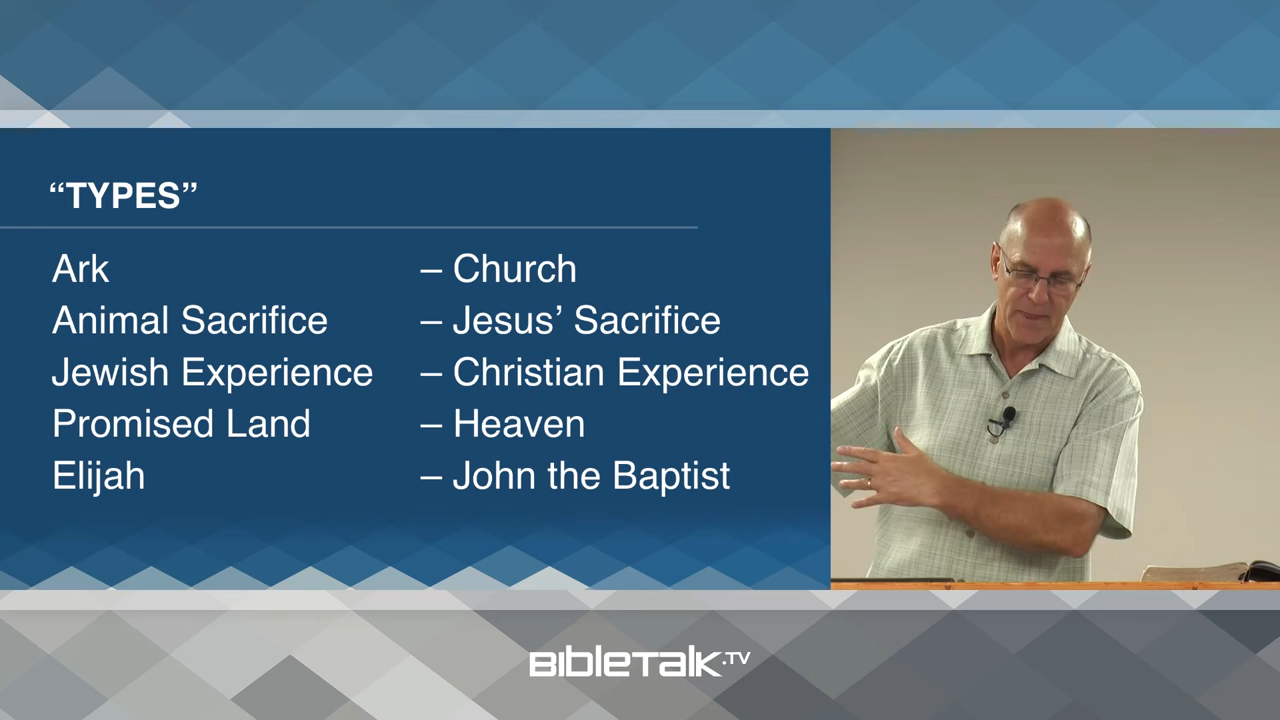 “TYPES”
Ark – Church
Animal Sacrifice – Jesus’ Sacrifice
Jewish Experience – Christian Experience
Promised Land – Heaven
Elijah – John the Baptist
BIBLETALK.TV